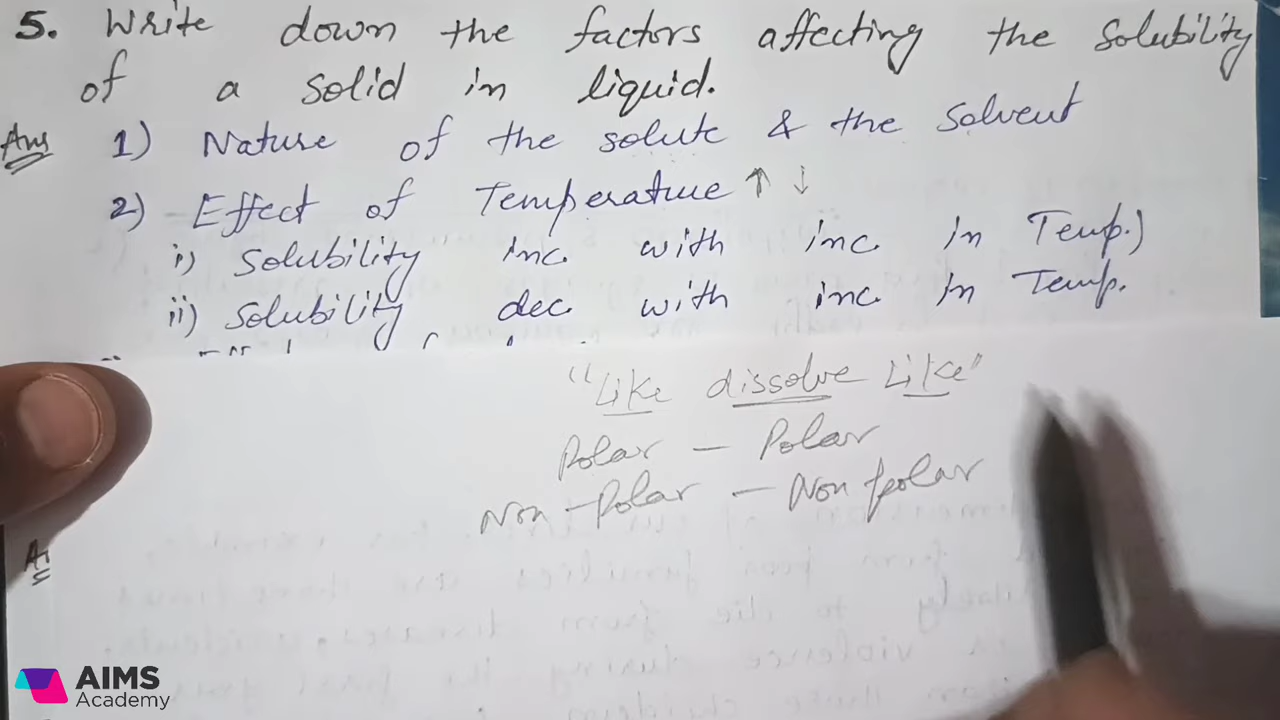 5. Write down the factors affecting the solubility
of a solid in liquid.
Ans 1) Nature of the solute & the solvent
2) Effect of Temperature ↑ ↓
i) Solubility inc. with inc. in Temp.)
ii) Solubility dec. with inc. in Temp.
"Like dissolve Like"
Polar - Polar
Non-Polar - Non polar
AIMS
Academy